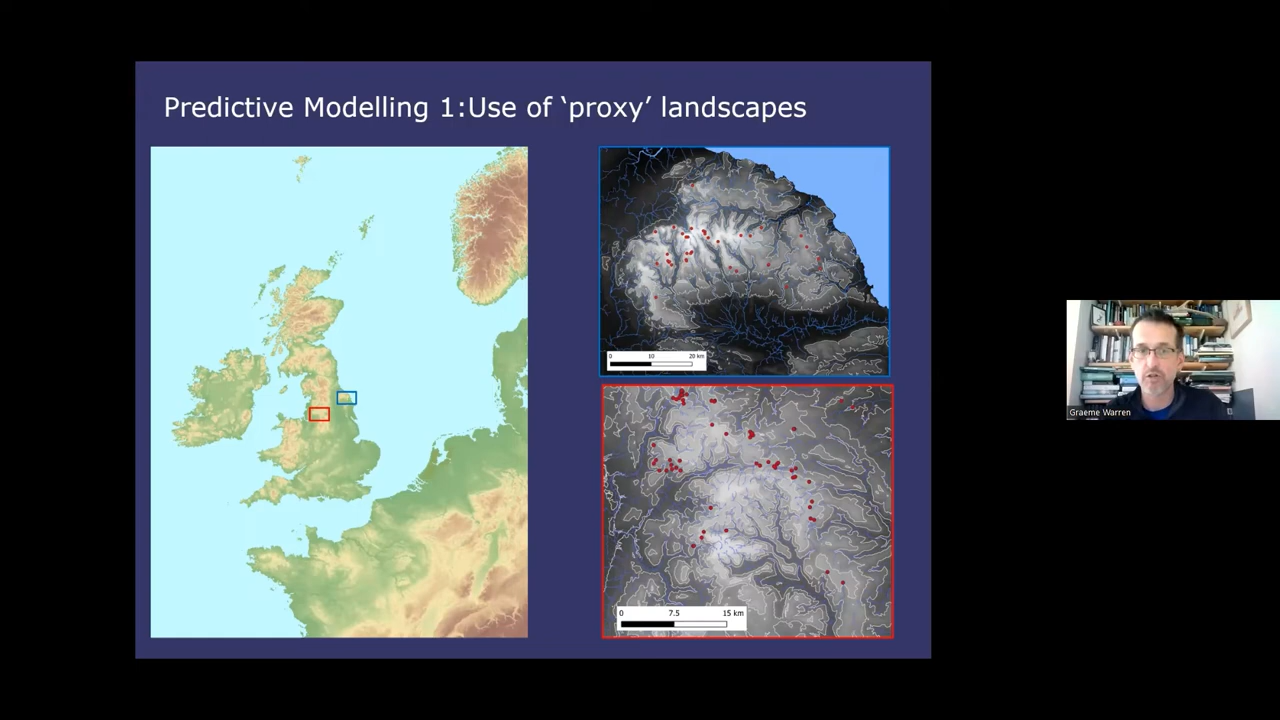 Predictive Modelling 1:Use of ‘proxy’ landscapes
0 10 20 km
0 7.5 15 km
Graeme Warren